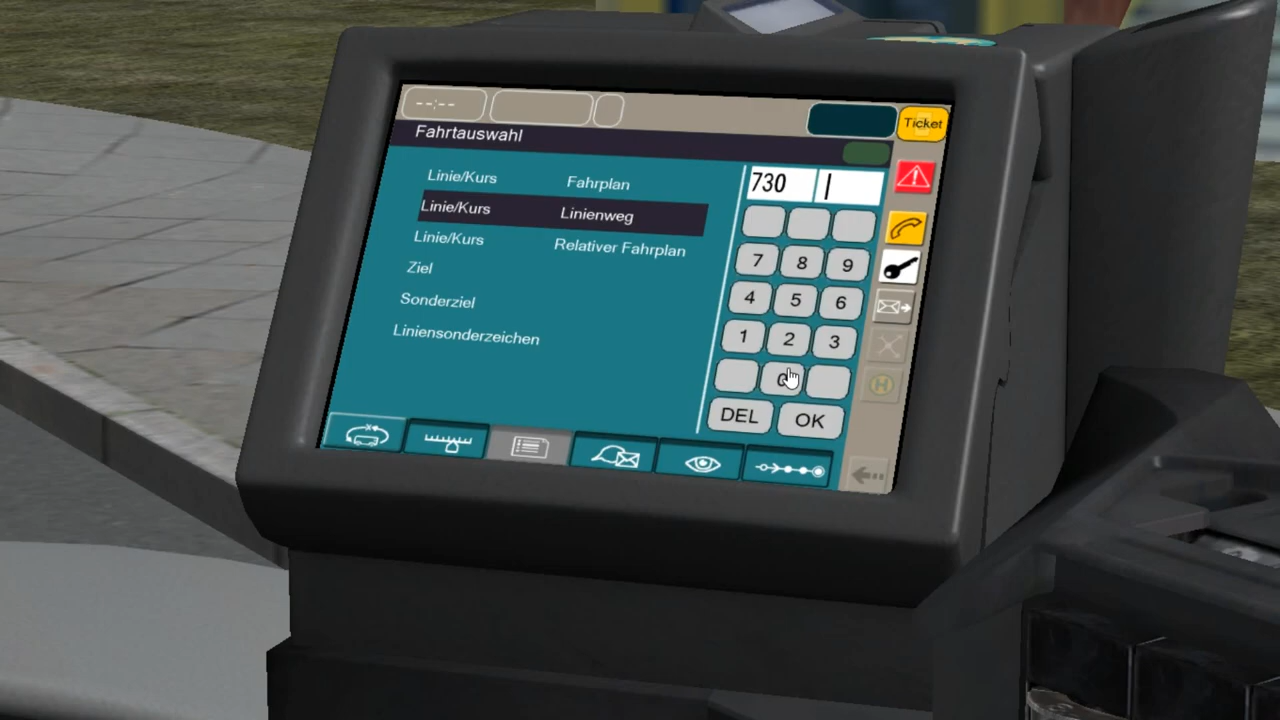 --:--
Ticket
Fahrtauswahl
Linie/Kurs Fahrplan
730
Linie/Kurs Linienweg
Linie/Kurs Relativer Fahrplan
Ziel
Sonderziel
Liniensonderzeichen
7 8 9
4 5 6
1 2 3
0
DEL OK
H